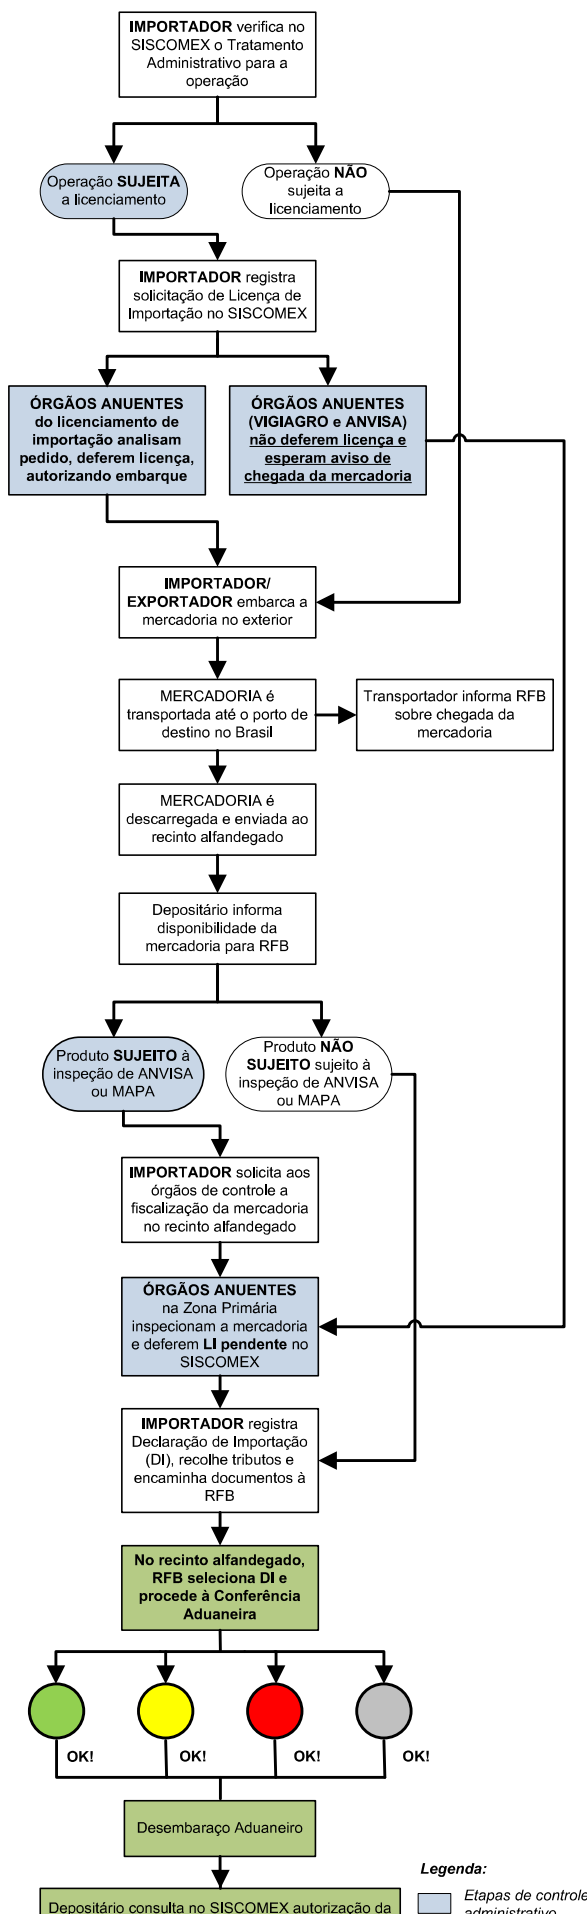 IMPORTADOR verifica no
SISCOMEX o Tratamento
Administrativo para a
operação
Operação SUJEITA
a licenciamento
Operação NÃO
sujeita a
licenciamento
IMPORTADOR registra
solicitação de Licença de
Importação no SISCOMEX
ÓRGÃOS ANUENTES
do licenciamento de
importação analisam
pedido, deferem licença,
autorizando embarque
ÓRGÃOS ANUENTES
(VIGIAGRO e ANVISA)
não deferem licença e
esperam aviso de
chegada da mercadoria
IMPORTADOR/
EXPORTADOR embarca a
mercadoria no exterior
MERCADORIA é
transportada até o porto de
destino no Brasil
Transportador informa RFB
sobre chegada da
mercadoria
MERCADORIA é
descarregada e enviada ao
recinto alfandegado
Depositário informa
disponibilidade da
mercadoria para RFB
Produto SUJEITO à
inspeção de ANVISA
ou MAPA
Produto NÃO
SUJEITO sujeito à
inspeção de ANVISA
ou MAPA
IMPORTADOR solicita aos
órgãos de controle a
fiscalização da mercadoria
no recinto alfandegado
ÓRGÃOS ANUENTES
na Zona Primária
inspecionam a mercadoria
e deferem LI pendente no
SISCOMEX
IMPORTADOR registra
Declaração de Importação
(DI), recolhe tributos e
encaminha documentos à
RFB
No recinto alfandegado,
RFB seleciona DI e
procede à Conferência
Aduaneira
OK!
OK!
OK!
OK!
Desembaraço Aduaneiro
Legenda:
Etapas de controle
administrativo
Depositário consulta no SISCOMEX autorização da